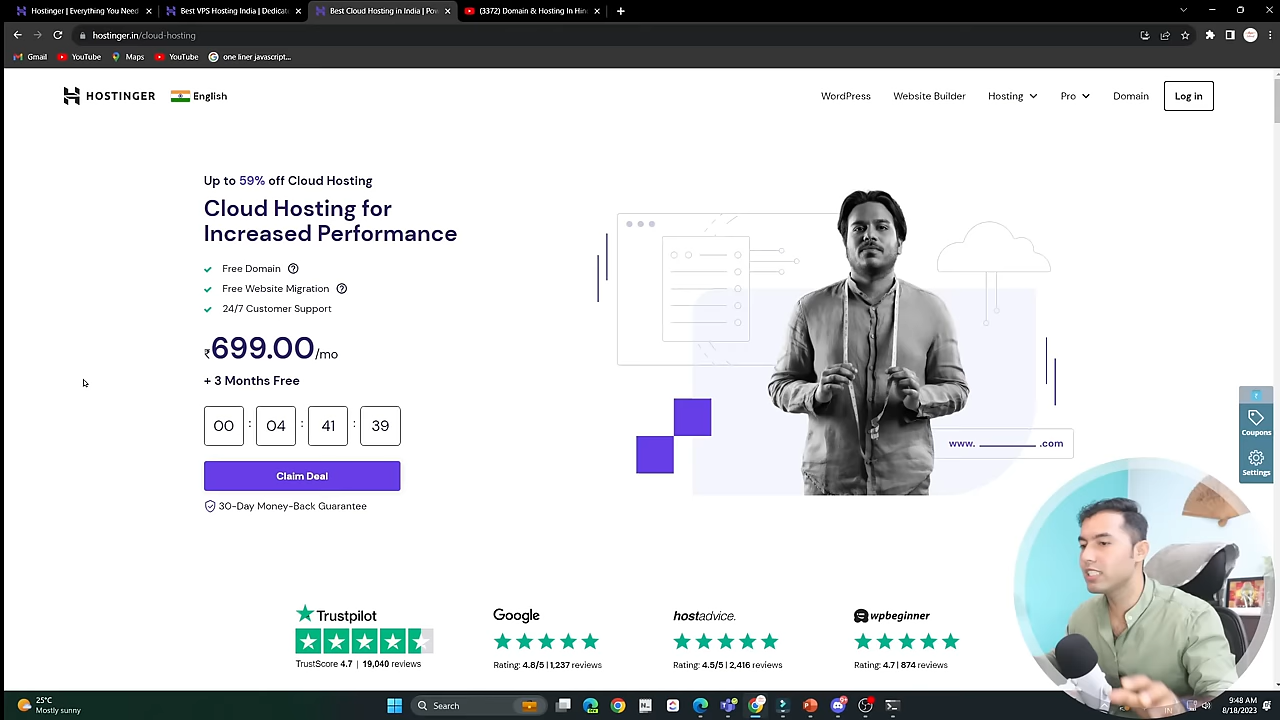 Hostinger | Everything You Need
Best VPS Hosting India | Dedicat
Best Cloud Hosting in India | Po
(3372) Domain & Hosting In Hin
hostinger.in/cloud-hosting
Gmail
YouTube
Maps
YouTube
one liner javascript...
HOSTINGER
English
WordPress
Website Builder
Hosting
Pro
Domain
Log in
Up to 59% off Cloud Hosting
Cloud Hosting for
Increased Performance
Free Domain
Free Website Migration
24/7 Customer Support
₹699.00/mo
+ 3 Months Free
00 : 04 : 41 : 39
Claim Deal
30-Day Money-Back Guarantee
www. ________ .com
Coupons
Settings
Trustpilot
TrustScore 4.7 | 19,040 reviews
Google
Rating: 4.8/5 | 1,237 reviews
hostadvice.
Rating: 4.5/5 | 2,416 reviews
wpbeginner
Rating: 4.7 | 874 reviews
25°C
Mostly sunny
Search
IN
9:48 AM
8/18/2023